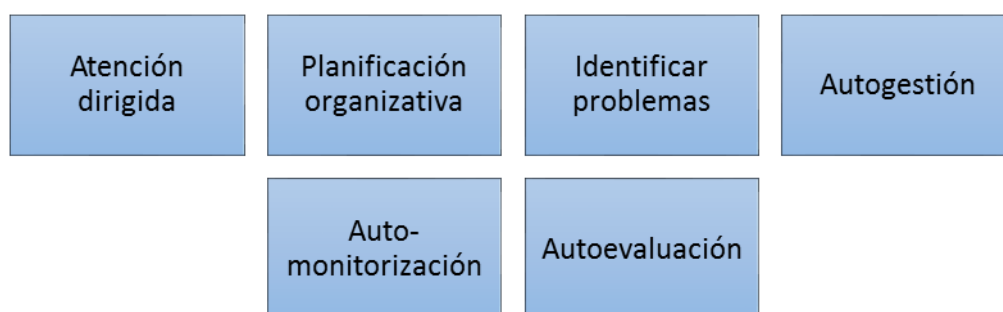 Atención
dirigida
Planificación
organizativa
Identificar
problemas
Autogestión
Auto-
monitorización
Autoevaluación